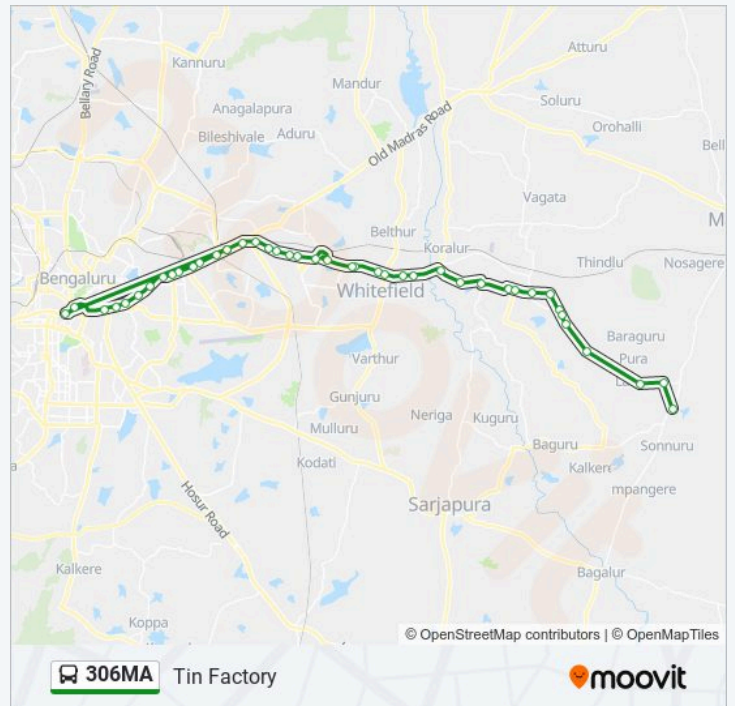 Atturu
Kannuru
Bellary Road
Mandur
Soluru
Anagalapura
Bileshivale
Aduru
Old Madras Road
Orohalli
Bell
Vagata
M
Belthur
Koralur
Thindlu
Nosagere
Bengaluru
Whitefield
Baraguru
Pura
Varthur
Gunjuru
Neriga
Kuguru
Mulluru
Kodati
Baguru
Sonnuru
Kalkere
mpangere
Hosur Road
Sarjapura
Kalkere
Bagalur
Koppa
© OpenStreetMap contributors | © OpenMapTiles
306MA Tin Factory
moovit